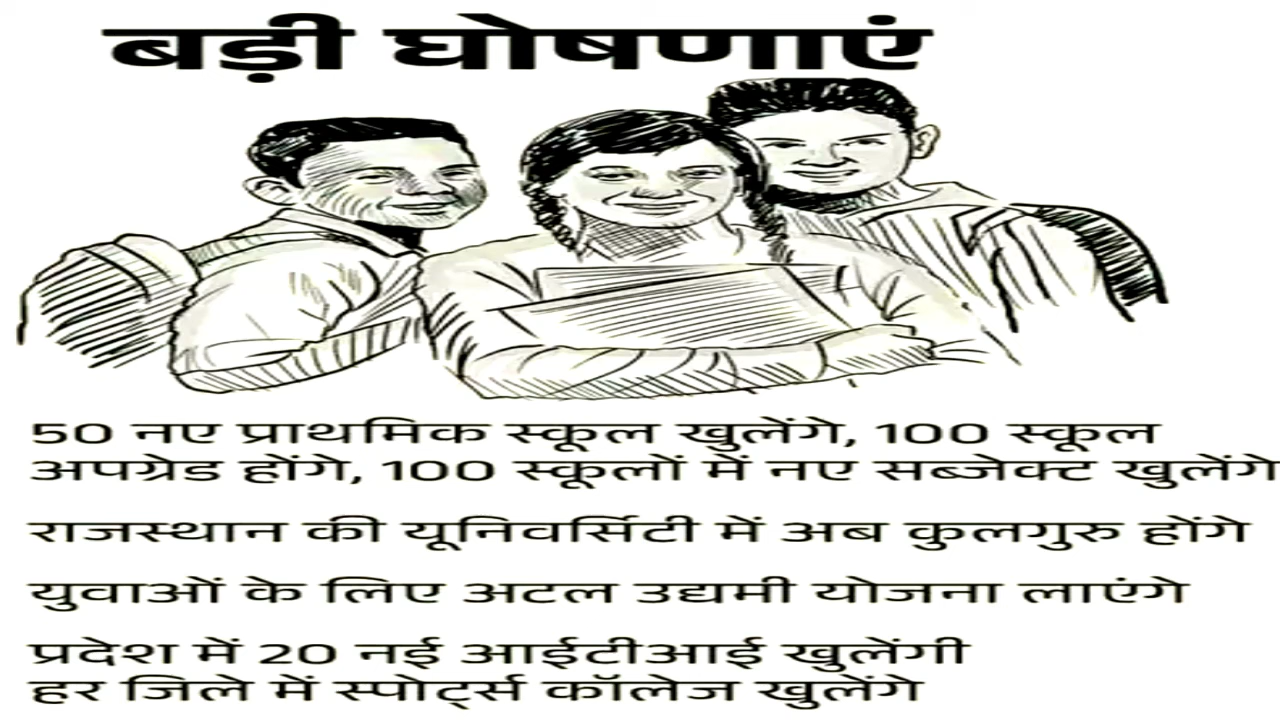 बड़ी घोषणाएं
50 नए प्राथमिक स्कूल खुलेंगे, 100 स्कूल
अपग्रेड होंगे, 100 स्कूलों में नए सब्जेक्ट खुलेंगे
राजस्थान की यूनिवर्सिटी में अब कुलगुरु होंगे
युवाओं के लिए अटल उद्यमी योजना लाएंगे
प्रदेश में 20 नई आईटीआई खुलेंगी
हर जिले में स्पोर्ट्स कॉलेज खुलेंगे